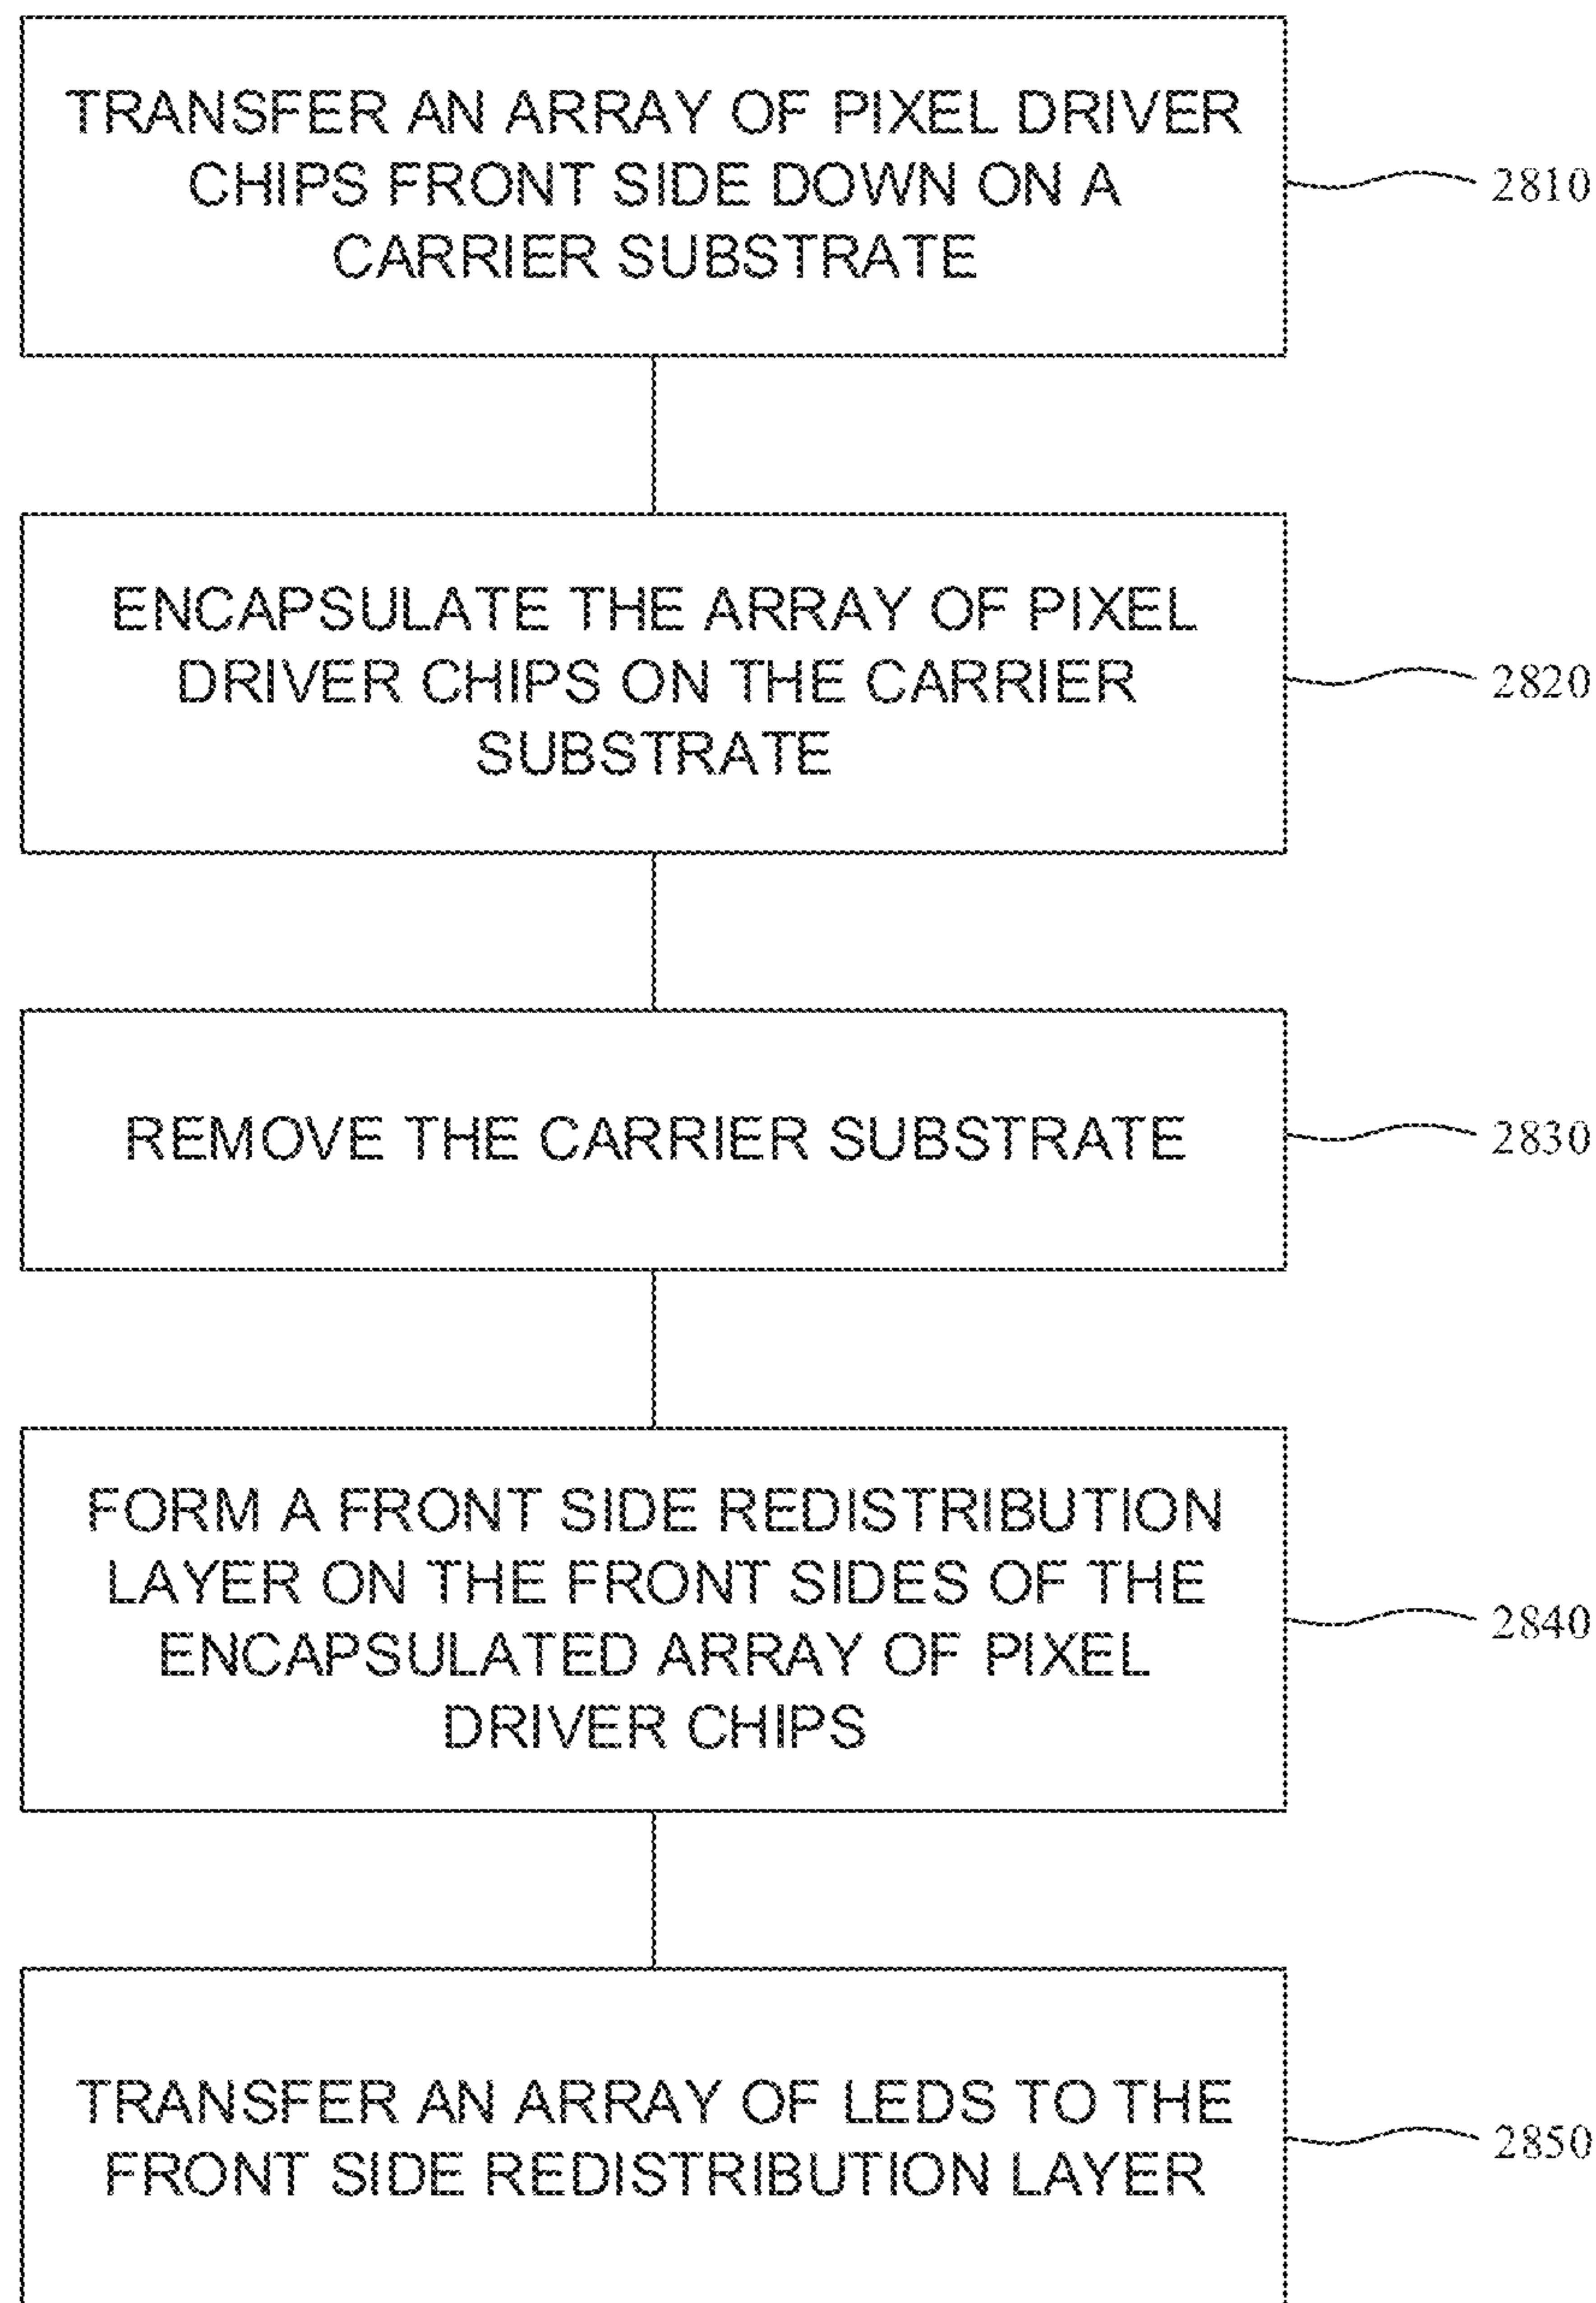 TRANSFER AN ARRAY OF PIXEL DRIVER
CHIPS FRONT SIDE DOWN ON A
CARRIER SUBSTRATE
2810
ENCAPSULATE THE ARRAY OF PIXEL
DRIVER CHIPS ON THE CARRIER
SUBSTRATE
2820
REMOVE THE CARRIER SUBSTRATE
2830
FORM A FRONT SIDE REDISTRIBUTION
LAYER ON THE FRONT SIDES OF THE
ENCAPSULATED ARRAY OF PIXEL
DRIVER CHIPS
2840
TRANSFER AN ARRAY OF LEDS TO THE
FRONT SIDE REDISTRIBUTION LAYER
2850